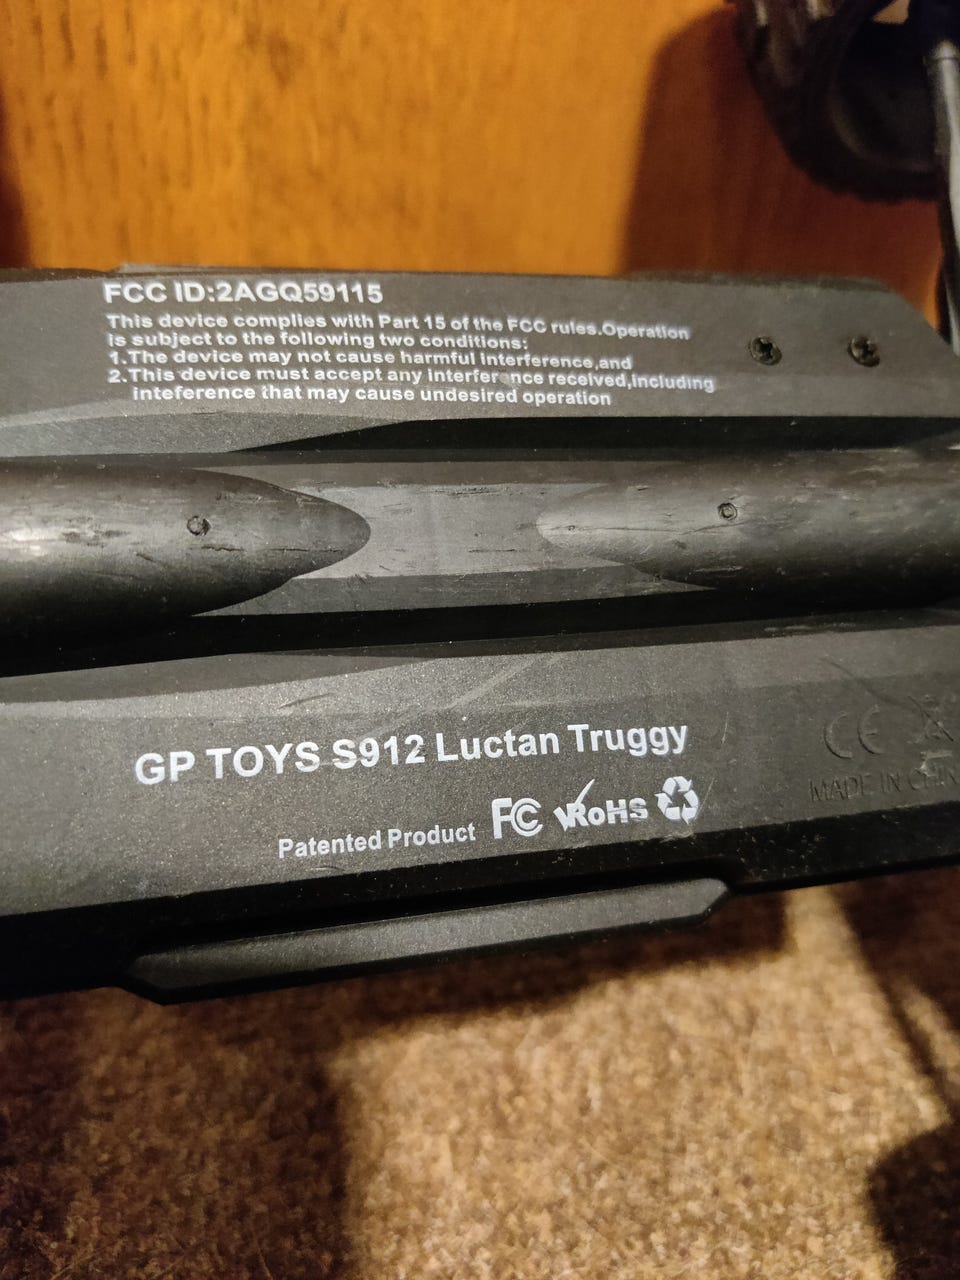 FCC ID:2AGQ59115
This device complies with Part 15 of the FCC rules.Operation
is subject to the following two conditions:
1.The device may not cause harmful interference,and
2.This device must accept any interference received,including
inteference that may cause undesired operation
GP TOYS S912 Luctan Truggy
CE
MADE IN CHIN
Patented Product FC RoHS